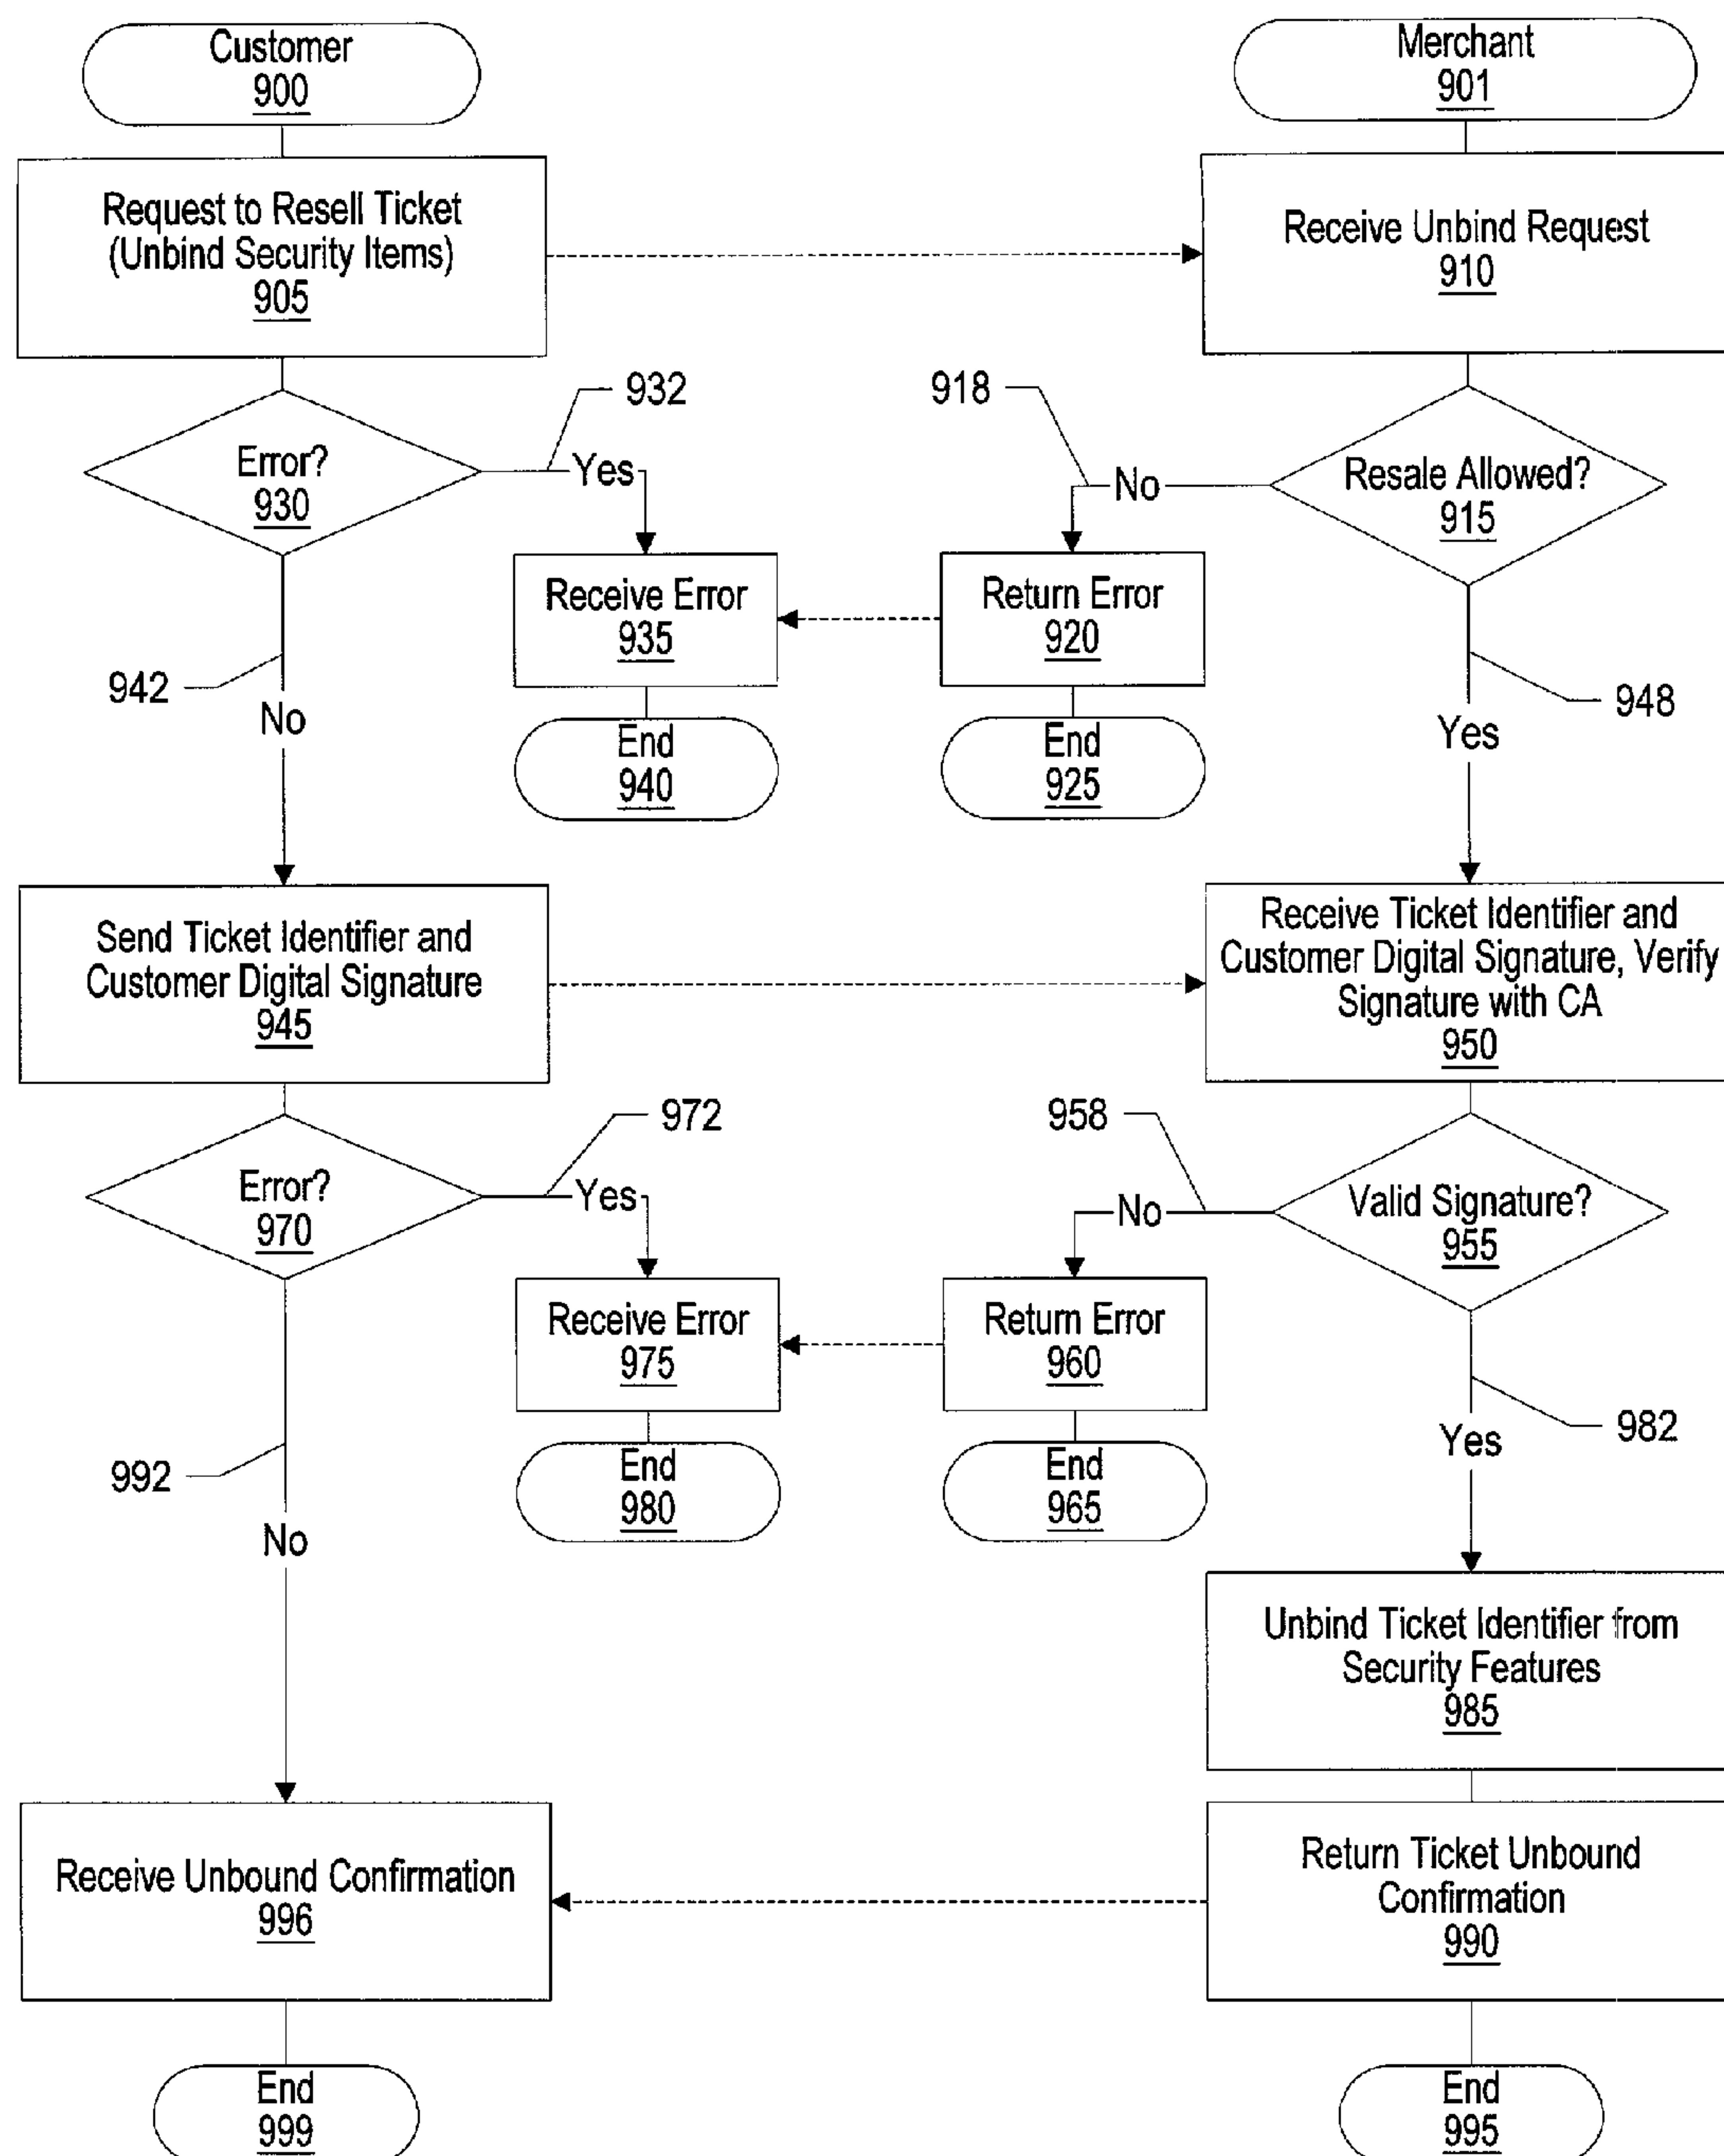 Customer
900
Merchant
901
Request to Resell Ticket
(Unbind Security Items)
905
Receive Unbind Request
910
932
918
Error?
930
Yes
No
Resale Allowed?
915
Receive Error
935
Return Error
920
942
No
948
Yes
End
940
End
925
Send Ticket Identifier and
Customer Digital Signature
945
Receive Ticket Identifier and
Customer Digital Signature, Verify
Signature with CA
950
972
958
Error?
970
Yes
No
Valid Signature?
955
Receive Error
975
Return Error
960
982
Yes
992
No
End
980
End
965
Unbind Ticket Identifier from
Security Features
985
Receive Unbound Confirmation
996
Return Ticket Unbound
Confirmation
990
End
999
End
995